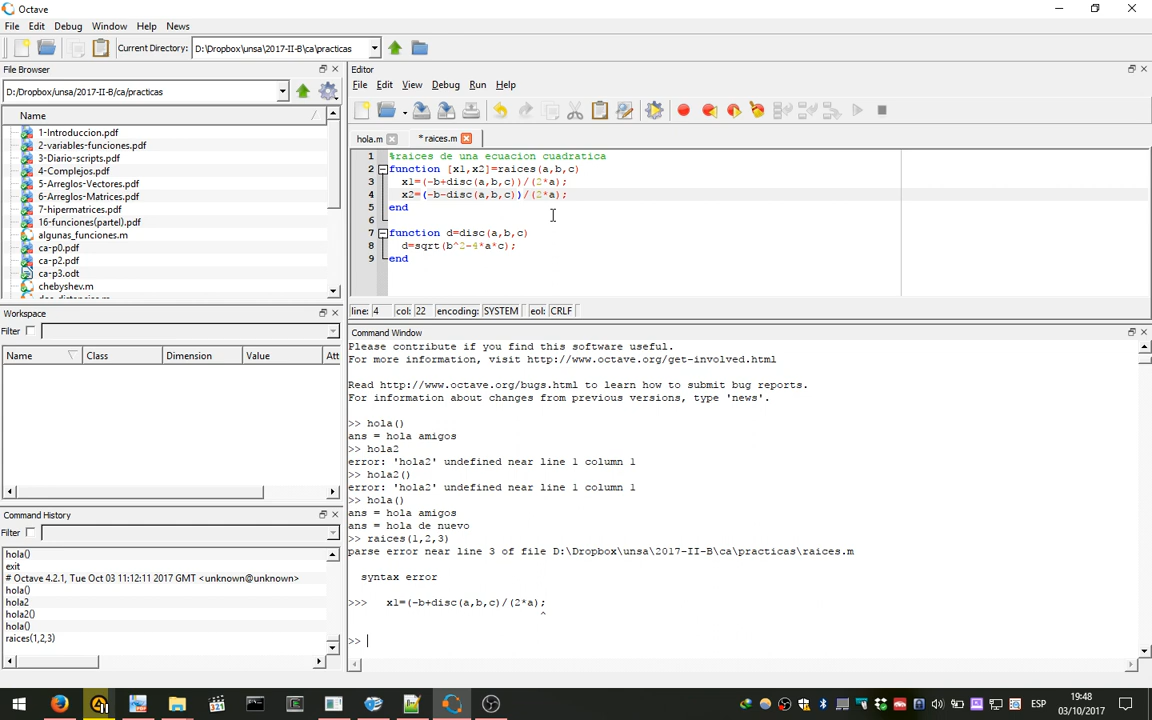 Octave
File Edit Debug Window Help News
Current Directory: D:\Dropbox\unsa\2017-II-B\ca\practicas
File Browser
D:/Dropbox/unsa/2017-II-B/ca/practicas
Name
1-Introduccion.pdf
2-variables-funciones.pdf
3-Diario-scripts.pdf
4-Complejos.pdf
5-Arreglos-Vectores.pdf
6-Arreglos-Matrices.pdf
7-hipermatrices.pdf
16-funciones(parteI).pdf
algunas_funciones.m
ca-p0.pdf
ca-p2.pdf
ca-p3.odt
chebyshev.m
Workspace
Filter
Name Class Dimension Value Att
Command History
Filter
hola()
exit
# Octave 4.2.1, Tue Oct 03 11:12:11 2017 GMT <unknown@unknown>
hola()
hola2
hola2()
hola()
raices(1,2,3)
Editor
File Edit View Debug Run Help
hola.m * raices.m
1 %raices de una ecuacion cuadratica
2 function [x1,x2]=raices(a,b,c)
3 x1=(-b+disc(a,b,c))/(2*a);
4 x2=(-b-disc(a,b,c))/(2*a);
5 end
6
7 function d=disc(a,b,c)
8 d=sqrt(b^2-4*a*c);
9 end
line: 4 col: 22 encoding: SYSTEM eol: CRLF
Command Window
Please contribute if you find this software useful.
For more information, visit http://www.octave.org/get-involved.html
Read http://www.octave.org/bugs.html to learn how to submit bug reports.
For information about changes from previous versions, type 'news'.
>> hola()
ans = hola amigos
>> hola2
error: 'hola2' undefined near line 1 column 1
>> hola2()
error: 'hola2' undefined near line 1 column 1
>> hola()
ans = hola amigos
ans = hola de nuevo
>> raices(1,2,3)
parse error near line 3 of file D:\Dropbox\unsa\2017-II-B\ca\practicas\raices.m
syntax error
>>> x1=(-b+disc(a,b,c)/(2*a);
^
>>
ESP
19:48
03/10/2017